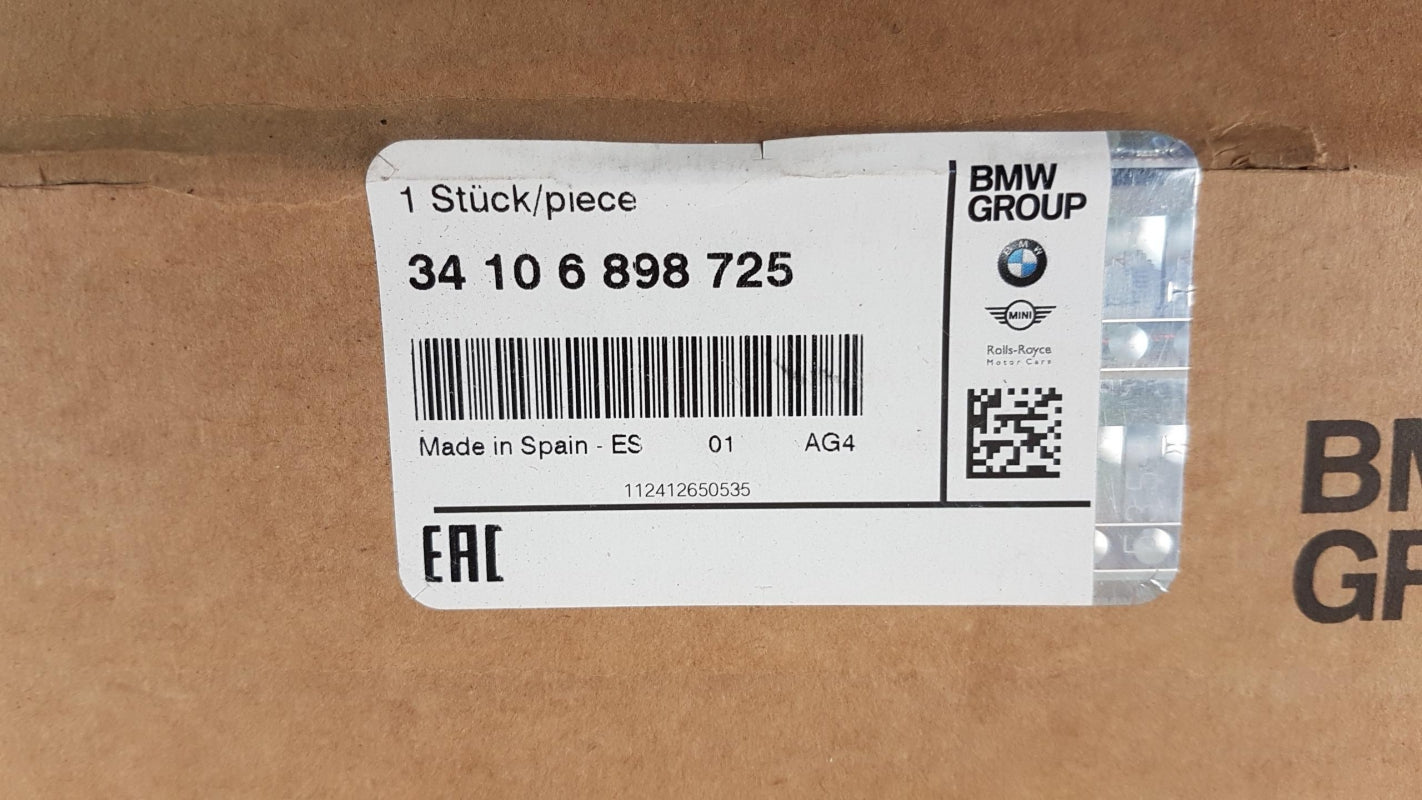 1 Stück/piece
34 10 6 898 725
Made in Spain - ES 01 AG4
112412650535
EAC
BMW
GROUP
BMW
MINI
Rolls-Royce
Motor Cars
BM
GR